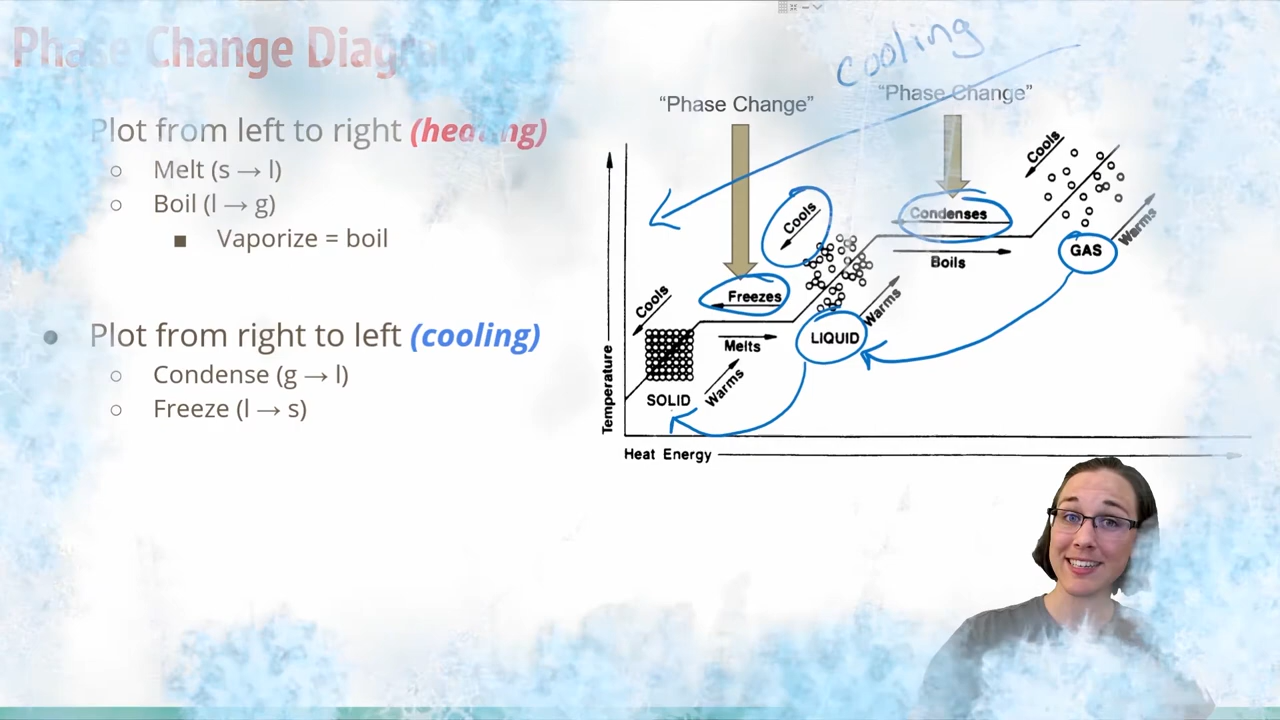 Phase Change Diagram
Plot from left to right (heating)
○ Melt (s → l)
○ Boil (l → g)
■ Vaporize = boil
● Plot from right to left (cooling)
○ Condense (g → l)
○ Freeze (l → s)
cooling
"Phase Change"
"Phase Change"
Cools
Cools
Condenses
Warms
GAS
Boils
Cools
Freezes
Warms
LIQUID
Melts
Warms
SOLID
Temperature
Heat Energy